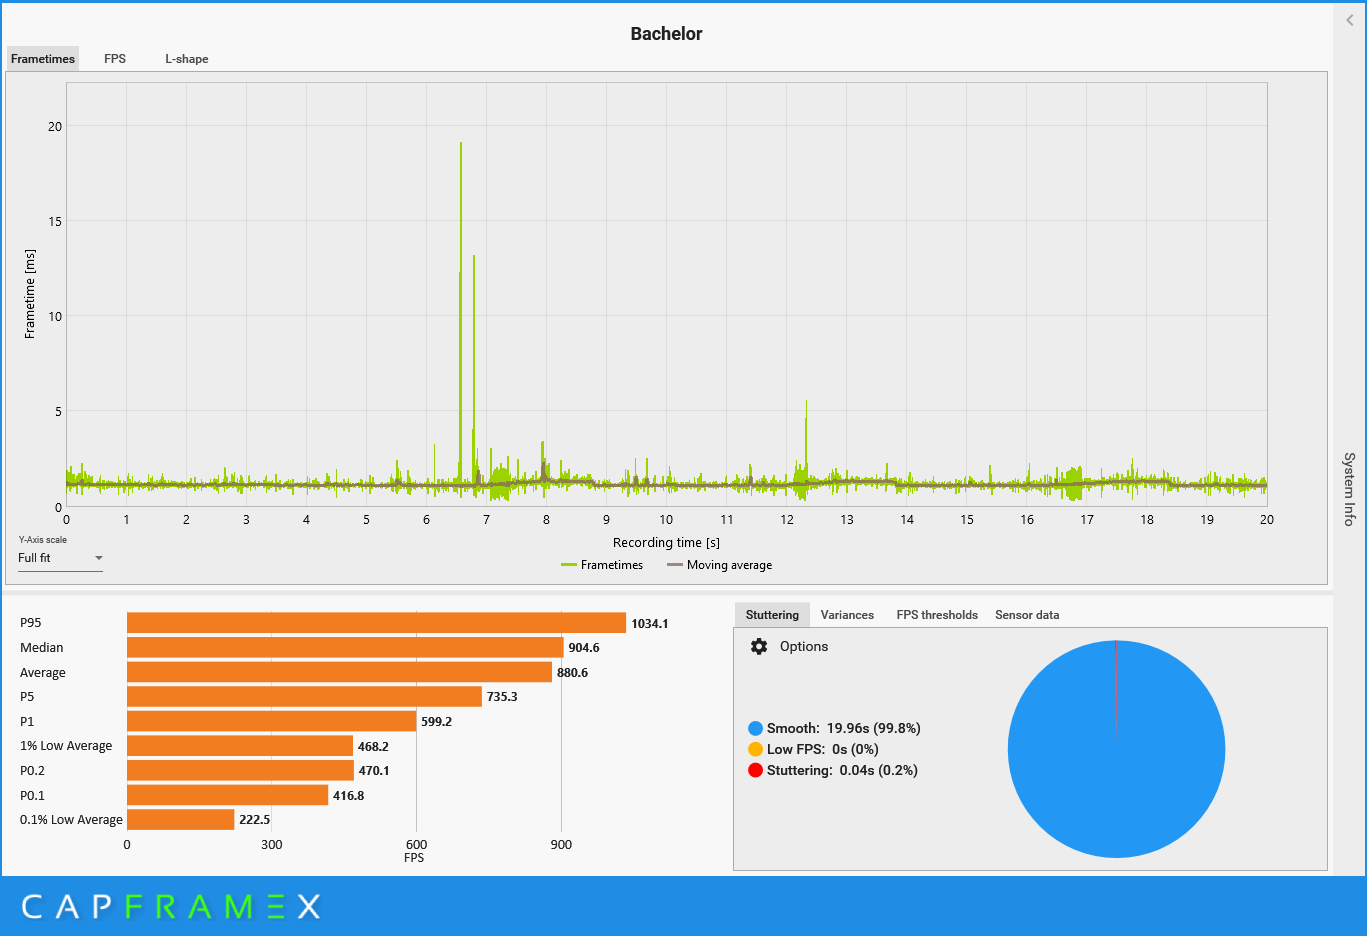 Bachelor
Frametimes FPS L-shape
20
15
10
5
0
Frametime [ms]
0 1 2 3 4 5 6 7 8 9 10 11 12 13 14 15 16 17 18 19 20
Recording time [s]
Frametimes Moving average
Y-Axis scale
Full fit
System Info
P95 1034.1
Median 904.6
Average 880.6
P5 735.3
P1 599.2
1% Low Average 468.2
P0.2 470.1
P0.1 416.8
0.1% Low Average 222.5
0 300 600 900
FPS
Stuttering Variances FPS thresholds Sensor data
Options
Smooth: 19.96s (99.8%)
Low FPS: 0s (0%)
Stuttering: 0.04s (0.2%)
CAPFRAMEX